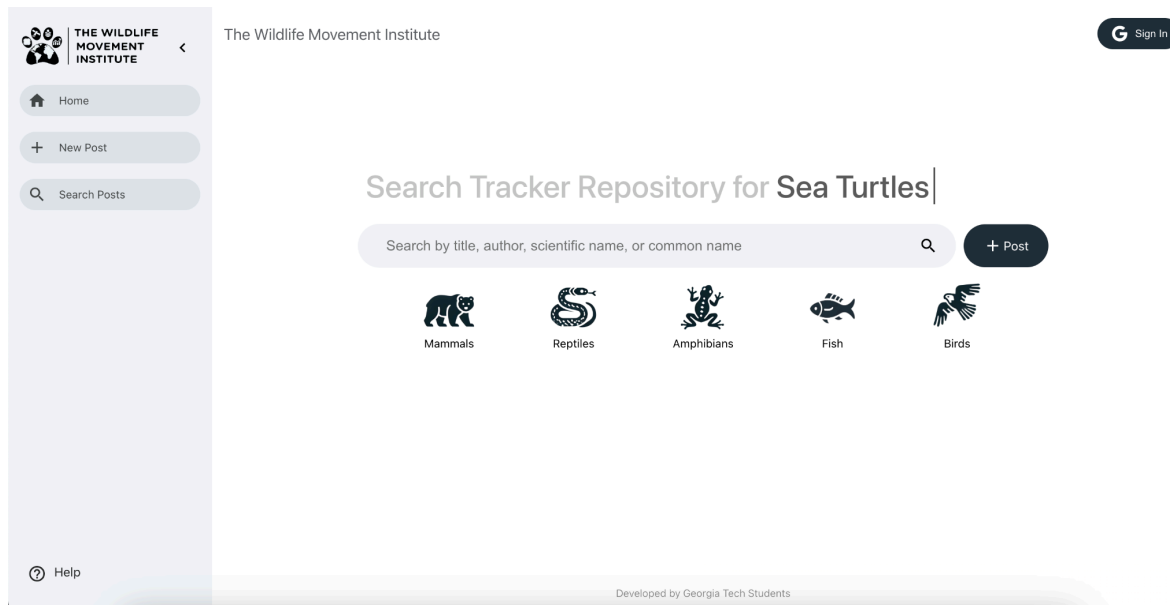 THE WILDLIFE
MOVEMENT
INSTITUTE
The Wildlife Movement Institute
G Sign In
Home
New Post
Search Posts
Search Tracker Repository for Sea Turtles
Search by title, author, scientific name, or common name
+ Post
Mammals
Reptiles
Amphibians
Fish
Birds
? Help
Developed by Georgia Tech Students